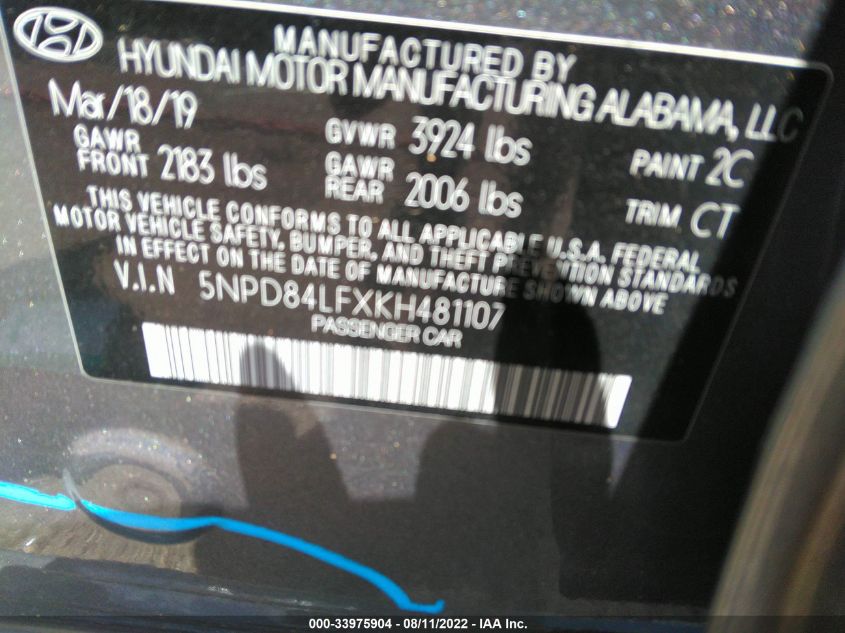 MANUFACTURED BY
HYUNDAI MOTOR MANUFACTURING ALABAMA, LLC
Mar/18/19
GVWR 3924 lbs
PAINT 2C
GAWR FRONT 2183 lbs
GAWR REAR 2006 lbs
TRIM CT
THIS VEHICLE CONFORMS TO ALL APPLICABLE U.S.A. FEDERAL
MOTOR VEHICLE SAFETY, BUMPER, AND THEFT PREVENTION STANDARDS
IN EFFECT ON THE DATE OF MANUFACTURE SHOWN ABOVE
V.I.N 5NPD84LFXKH481107
PASSENGER CAR
000-33975904 - 08/11/2022 - IAA Inc.